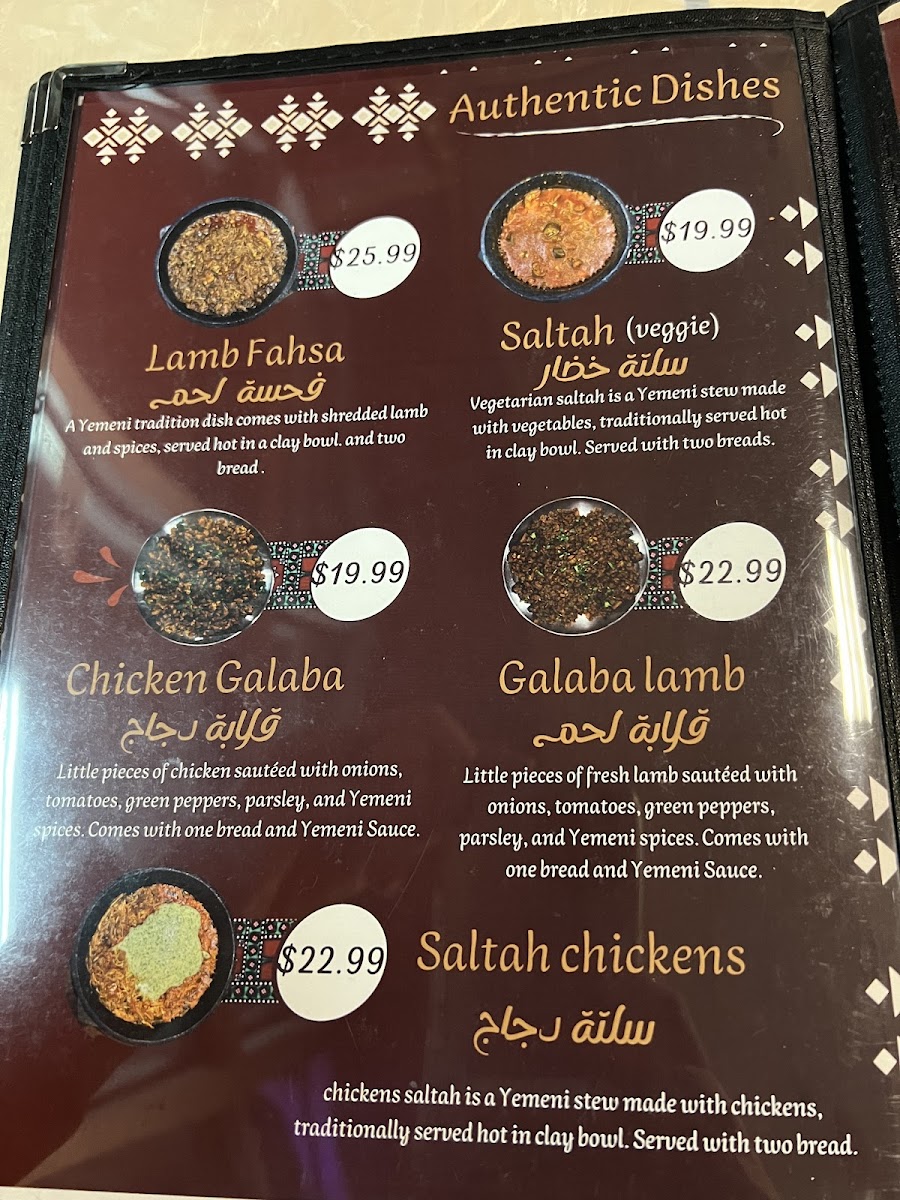 Authentic Dishes
$25.99
Lamb Fahsa
فحسة لحمه
A Yemeni tradition dish comes with shredded lamb
and spices, served hot in a clay bowl. and two
bread .
$19.99
Saltah (veggie)
سلتة خضار
Vegetarian saltah is a Yemeni stew made
with vegetables, traditionally served hot
in clay bowl. Served with two breads.
$19.99
Chicken Galaba
قلابة دجاج
Little pieces of chicken sautéed with onions,
tomatoes, green peppers, parsley, and Yemeni
spices. Comes with one bread and Yemeni Sauce.
$22.99
Galaba lamb
قلابة لحمه
Little pieces of fresh lamb sautéed with
onions, tomatoes, green peppers,
parsley, and Yemeni spices. Comes with
one bread and Yemeni Sauce.
$22.99
Saltah chickens
سلتة دجاج
chickens saltah is a Yemeni stew made with chickens,
traditionally served hot in clay bowl. Served with two bread.